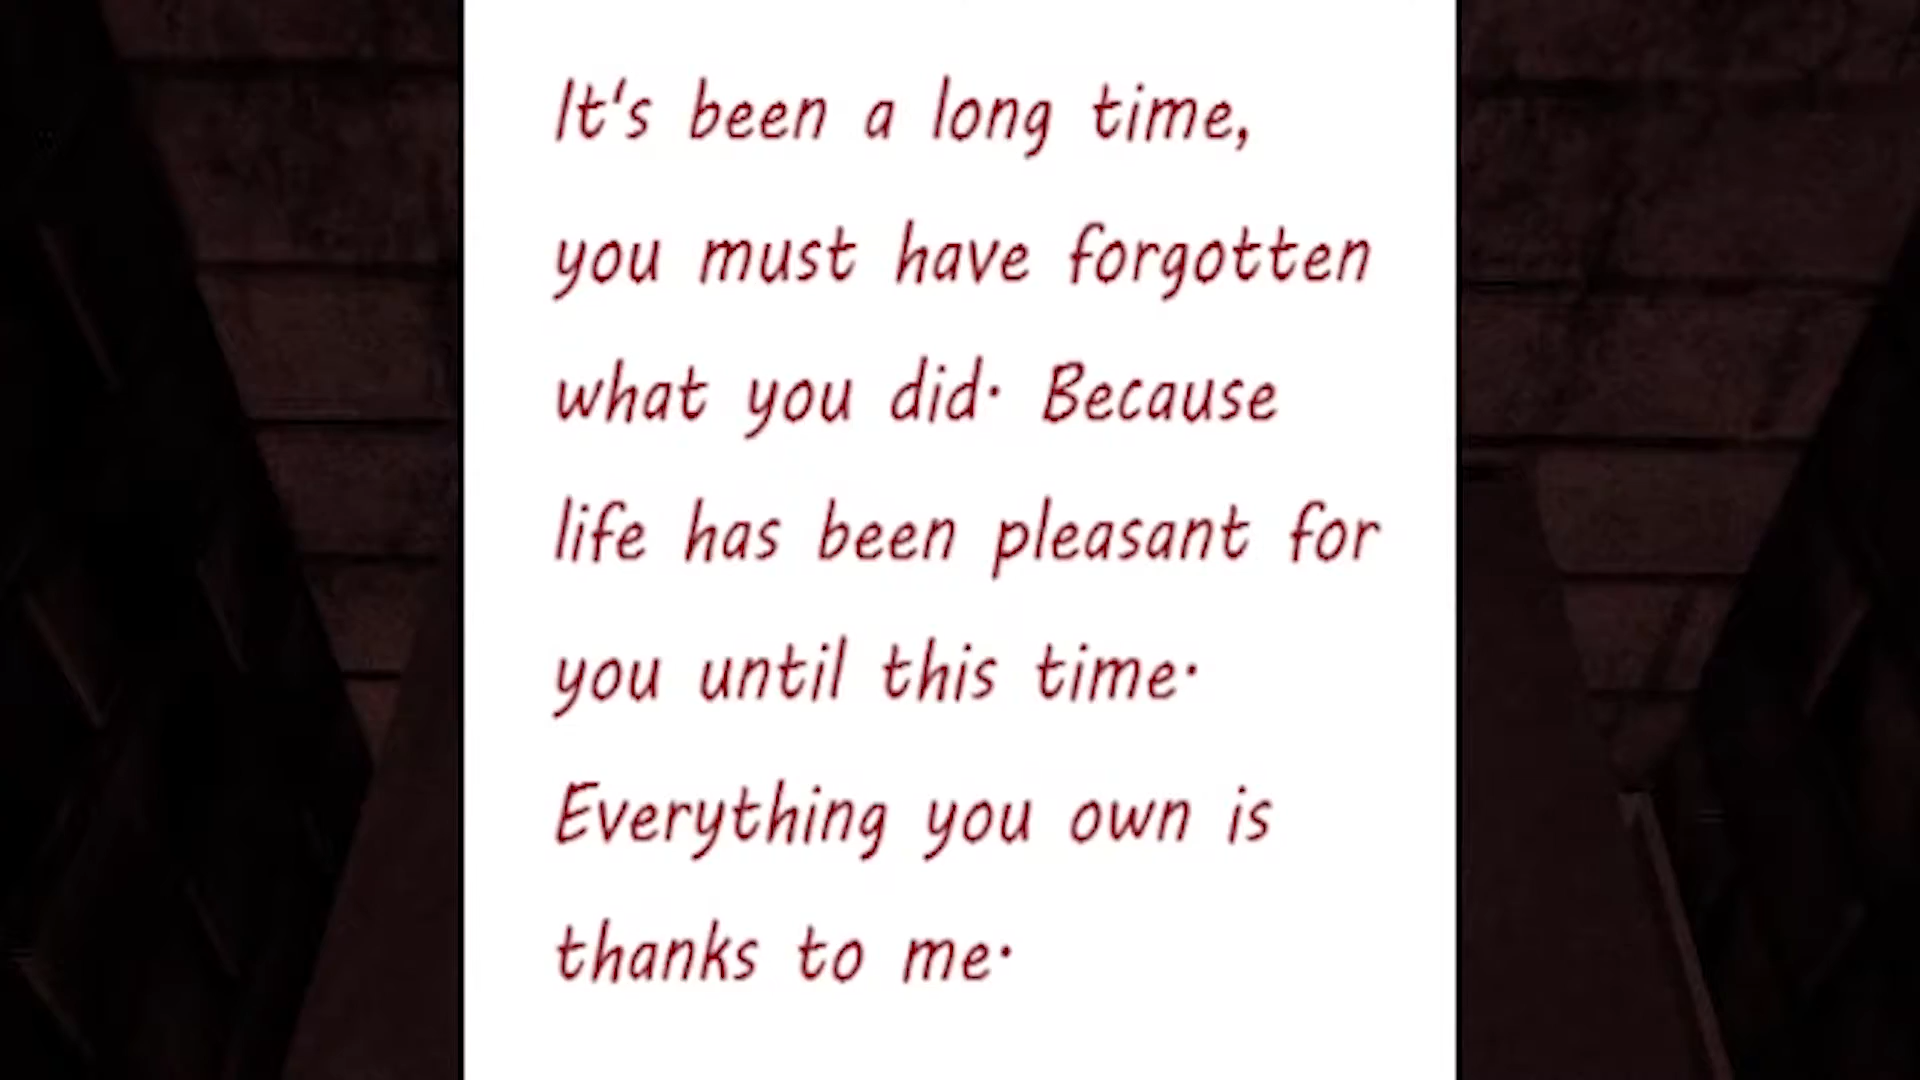 It's been a long time,
you must have forgotten
what you did· Because
life has been pleasant for
you until this time·
Everything you own is
thanks to me·